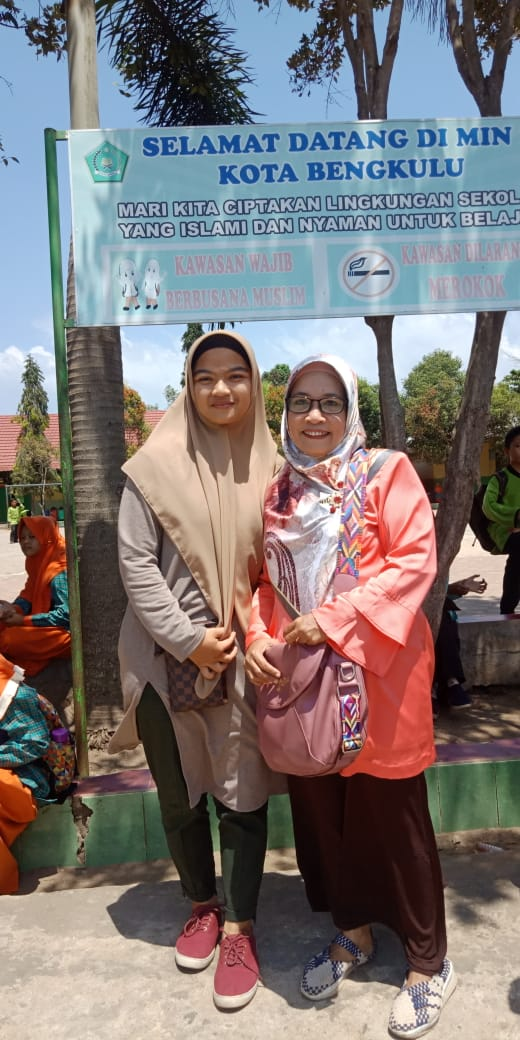 SELAMAT DATANG DI MIN
KOTA BENGKULU
MARI KITA CIPTAKAN LINGKUNGAN SEKOL
YANG ISLAMI DAN NYAMAN UNTUK BELAJ
KAWASAN WAJIB
BERBUSANA MUSLIM
KAWASAN DILARAN
MEROKOK